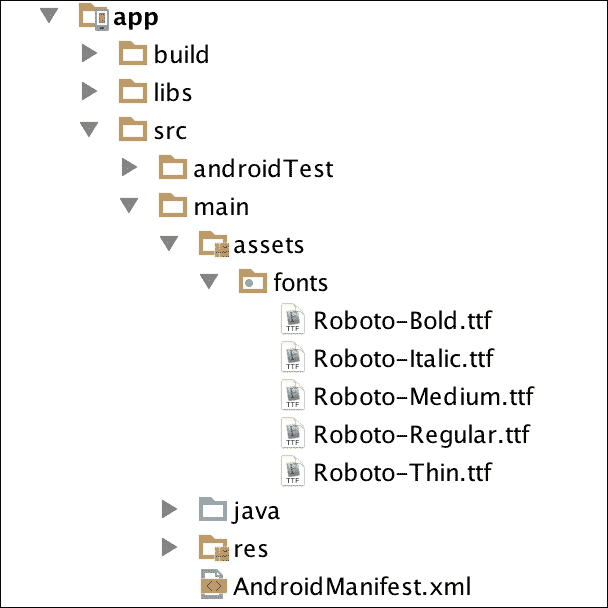 app
build
libs
src
androidTest
main
assets
fonts
TTF Roboto-Bold.ttf
TTF Roboto-Italic.ttf
TTF Roboto-Medium.ttf
TTF Roboto-Regular.ttf
TTF Roboto-Thin.ttf
java
res
<> AndroidManifest.xml